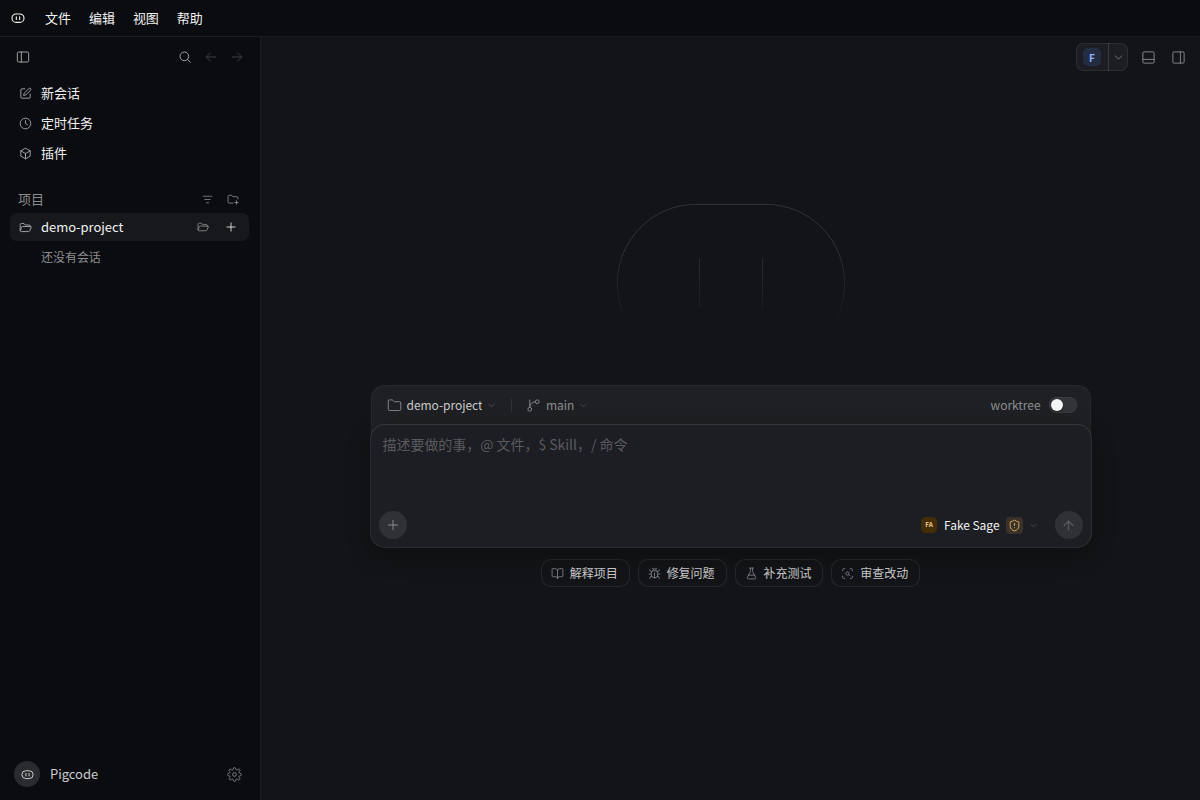 文件 编辑 视图 帮助
F
新会话
定时任务
插件
项目
demo-project
还没有会话
demo-project main worktree
描述要做的事，@ 文件，$ Skill，/ 命令
FA Fake Sage
解释项目 修复问题 补充测试 审查改动
Pigcode